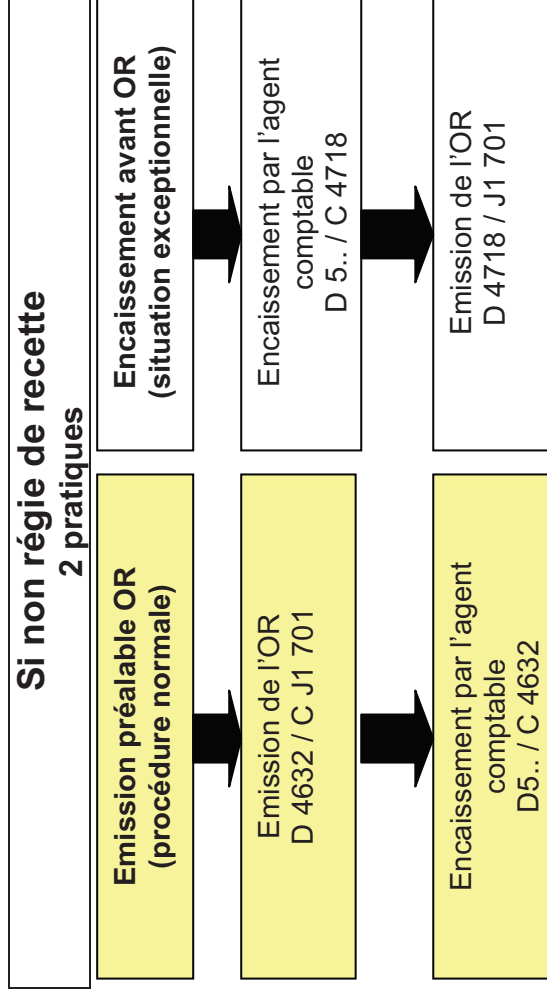 Si non régie de recette
2 pratiques
Emission préalable OR
(procédure normale)
Emission de l'OR
D 4632 / C J1 701
Encaissement par l'agent
comptable
D5.. / C 4632
Encaissement avant OR
(situation exceptionnelle)
Encaissement par l'agent
comptable
D 5.. / C 4718
Emission de l'OR
D 4718 / J1 701